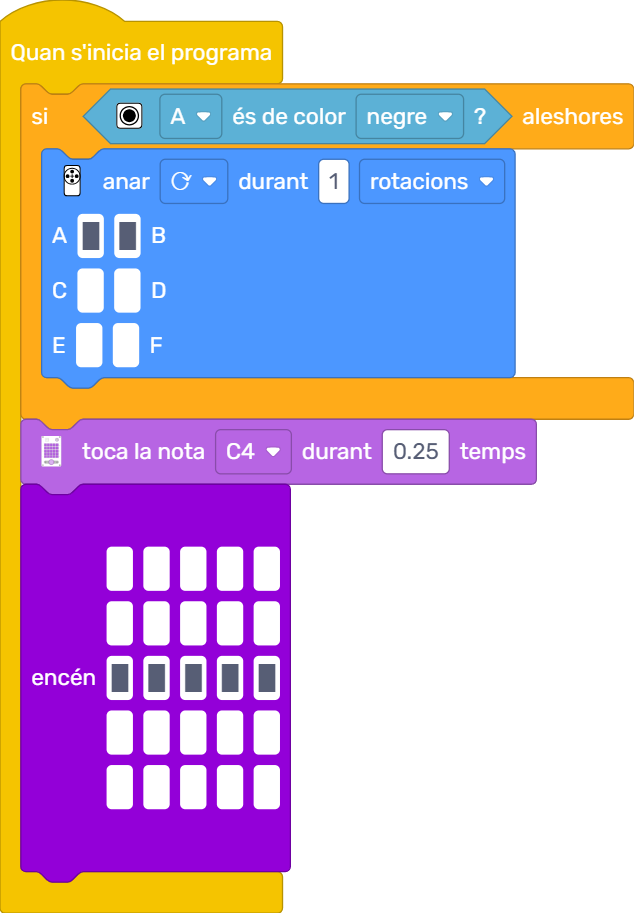 Quan s'inicia el programa
si A és de color negre ? aleshores
anar durant 1 rotacions
A B
C D
E F
toca la nota C4 durant 0.25 temps
encén